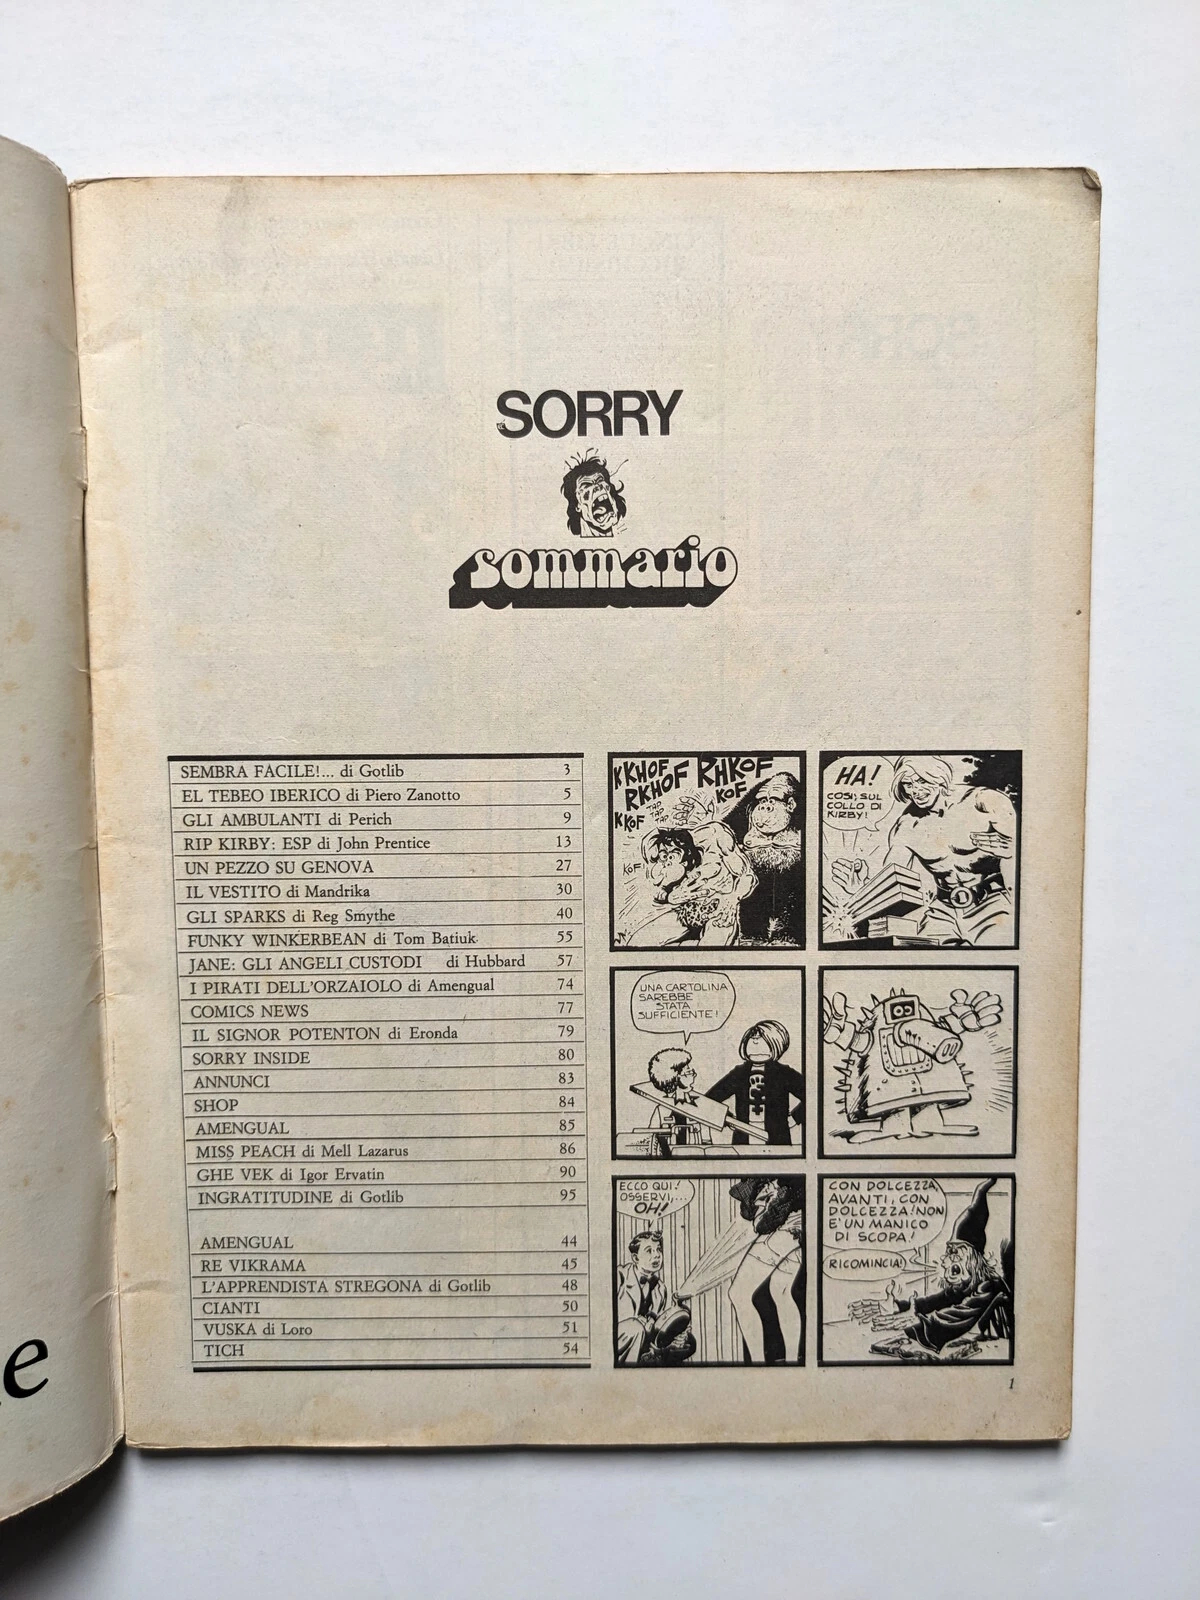 SORRY
sommario
SEMBRA FACILE!... di Gotlib 3
EL TEBEO IBERICO di Piero Zanotto 5
GLI AMBULANTI di Perich 9
RIP KIRBY: ESP di John Prentice 13
UN PEZZO SU GENOVA 27
IL VESTITO di Mandrika 30
GLI SPARKS di Reg Smythe 40
FUNKY WINKERBEAN di Tom Batiuk 55
JANE: GLI ANGELI CUSTODI di Hubbard 57
I PIRATI DELL'ORZAIOLO di Amengual 74
COMICS NEWS 77
IL SIGNOR POTENTON di Eronda 79
SORRY INSIDE 80
ANNUNCI 83
SHOP 84
AMENGUAL 85
MISS PEACH di Mell Lazarus 86
GHE VEK di Igor Ervatin 90
INGRATITUDINE di Gotlib 95
AMENGUAL 44
RE VIKRAMA 45
L'APPRENDISTA STREGONA di Gotlib 48
CIANTI 50
VUSKA di Loro 51
TICH 54
KKHOF
RKHOF RHKOF
KOF
TAP
TAP
TAP
KKOF
KOF
HA!
COSÌ, SUL
COLLO DI
KIRBY!
UNA CARTOLINA
SAREBBE
STATA
SUFFICIENTE!
ECCO QUI!
OSSERVI,...
OH!
CON DOLCEZZA,
AVANTI, CON
DOLCEZZA! NON
E' UN MANICO
DI SCOPA!
RICOMINCIA!
1
e